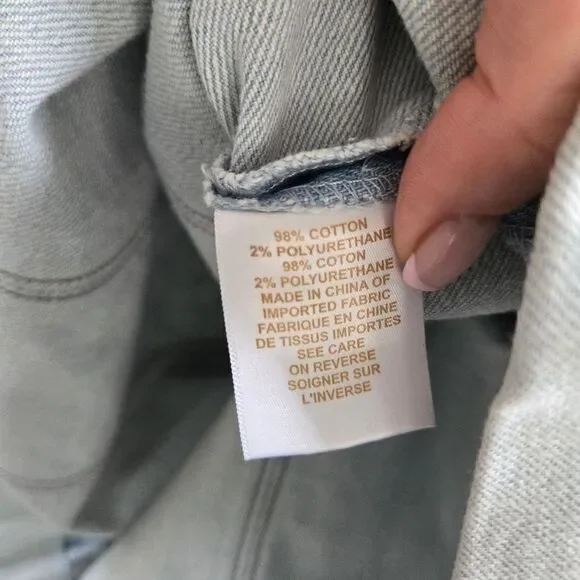 98% COTTON
2% POLYURETHANE
98% COTON
2% POLYURETHANE
MADE IN CHINA OF
IMPORTED FABRIC
FABRIQUE EN CHINE
DE TISSUS IMPORTES
SEE CARE
ON REVERSE
SOIGNER SUR
L'INVERSE